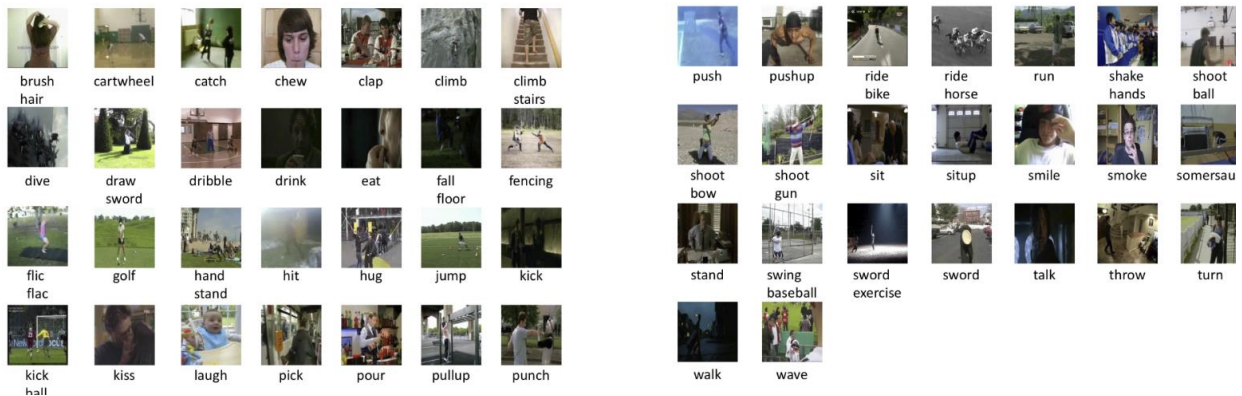 brush hair
cartwheel
catch
chew
clap
climb
climb stairs
dive
draw sword
dribble
drink
eat
fall floor
fencing
flic flac
golf
hand stand
hit
hug
jump
kick
kick ball
kiss
laugh
pick
pour
pullup
punch
push
pushup
ride bike
ride horse
run
shake hands
shoot ball
shoot bow
shoot gun
sit
situp
smile
smoke
somersau
stand
swing baseball
sword exercise
sword
talk
throw
turn
walk
wave